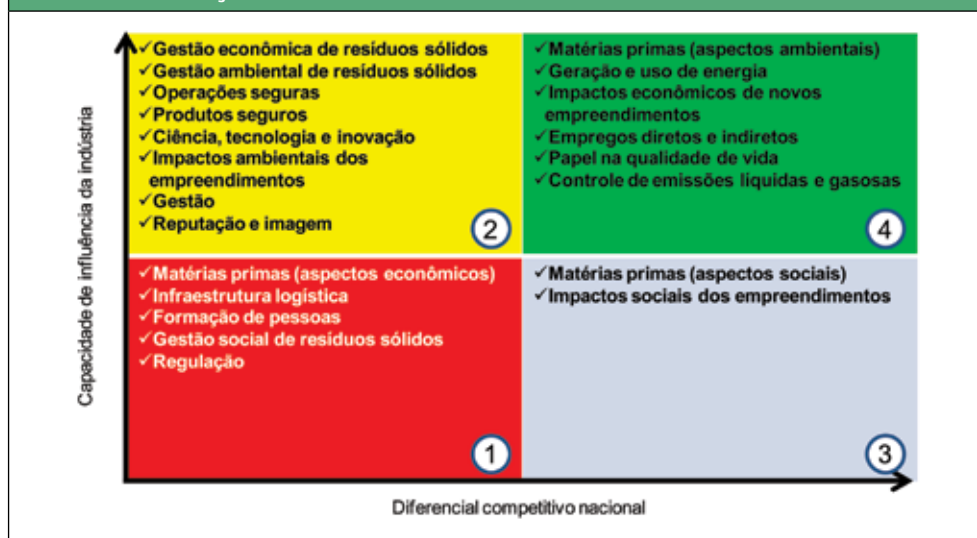 Capacidade de influência da indústria
✓Gestão econômica de resíduos sólidos
✓Gestão ambiental de resíduos sólidos
✓Operações seguras
✓Produtos seguros
✓Ciência, tecnologia e inovação
✓Impactos ambientais dos
empreendimentos
✓Gestão
✓Reputação e imagem
2
✓Matérias primas (aspectos ambientais)
✓Geração e uso de energia
✓Impactos econômicos de novos
empreendimentos
✓Empregos diretos e indiretos
✓Papel na qualidade de vida
✓Controle de emissões líquidas e gasosas
4
✓Matérias primas (aspectos econômicos)
✓Infraestrutura logística
✓Formação de pessoas
✓Gestão social de resíduos sólidos
✓Regulação
1
✓Matérias primas (aspectos sociais)
✓Impactos sociais dos empreendimentos
3
Diferencial competitivo nacional